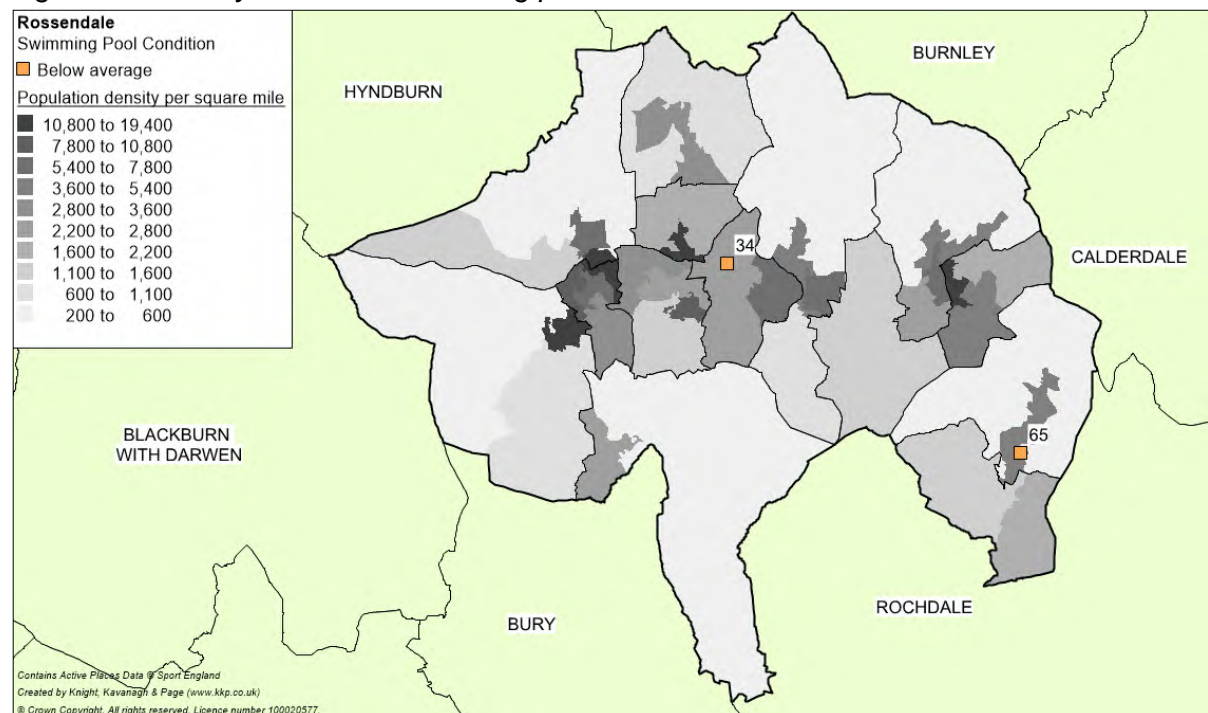 Rossendale
Swimming Pool Condition
Below average
Population density per square mile
10,800 to 19,400
7,800 to 10,800
5,400 to 7,800
3,600 to 5,400
2,800 to 3,600
2,200 to 2,800
1,600 to 2,200
1,100 to 1,600
600 to 1,100
200 to 600
BURNLEY
HYNDBURN
34
CALDERDALE
65
BLACKBURN
WITH DARWEN
ROCHDALE
BURY
Contains Active Places Data © Sport England
Created by Knight, Kavanagh & Page (www.kkp.co.uk)
© Crown Copyright. All rights reserved. Licence number 100020577.